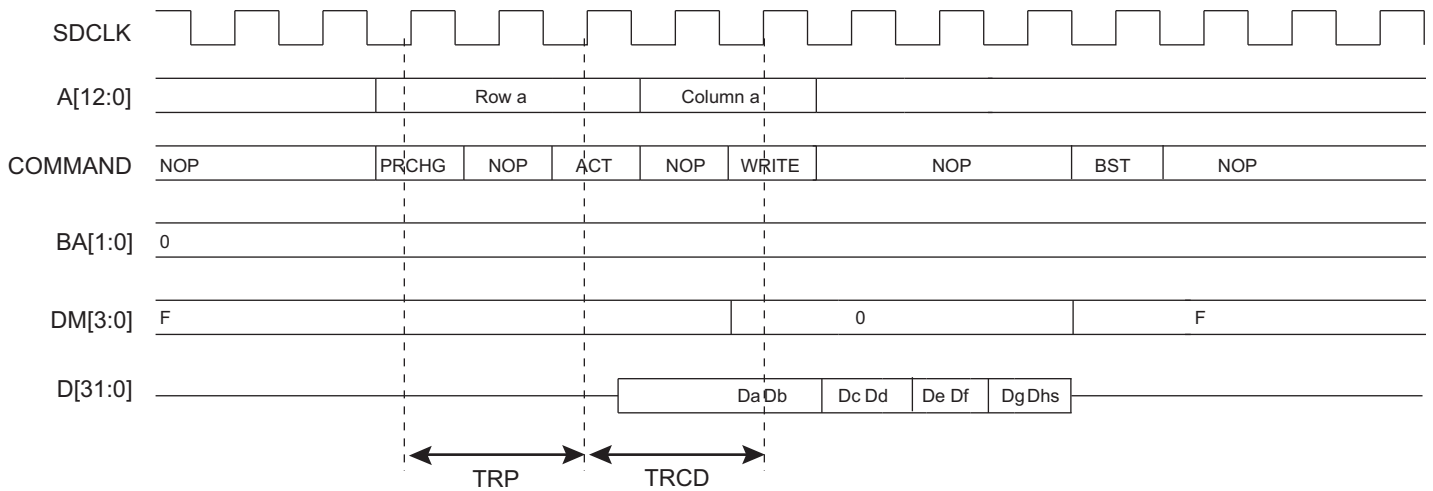 SDCLK
A[12:0] Row a Column a
COMMAND NOP PRCHG NOP ACT NOP WRITE NOP BST NOP
BA[1:0] 0
DM[3:0] F 0 F
D[31:0] Da Db Dc Dd De Df Dg Dhs
TRP TRCD